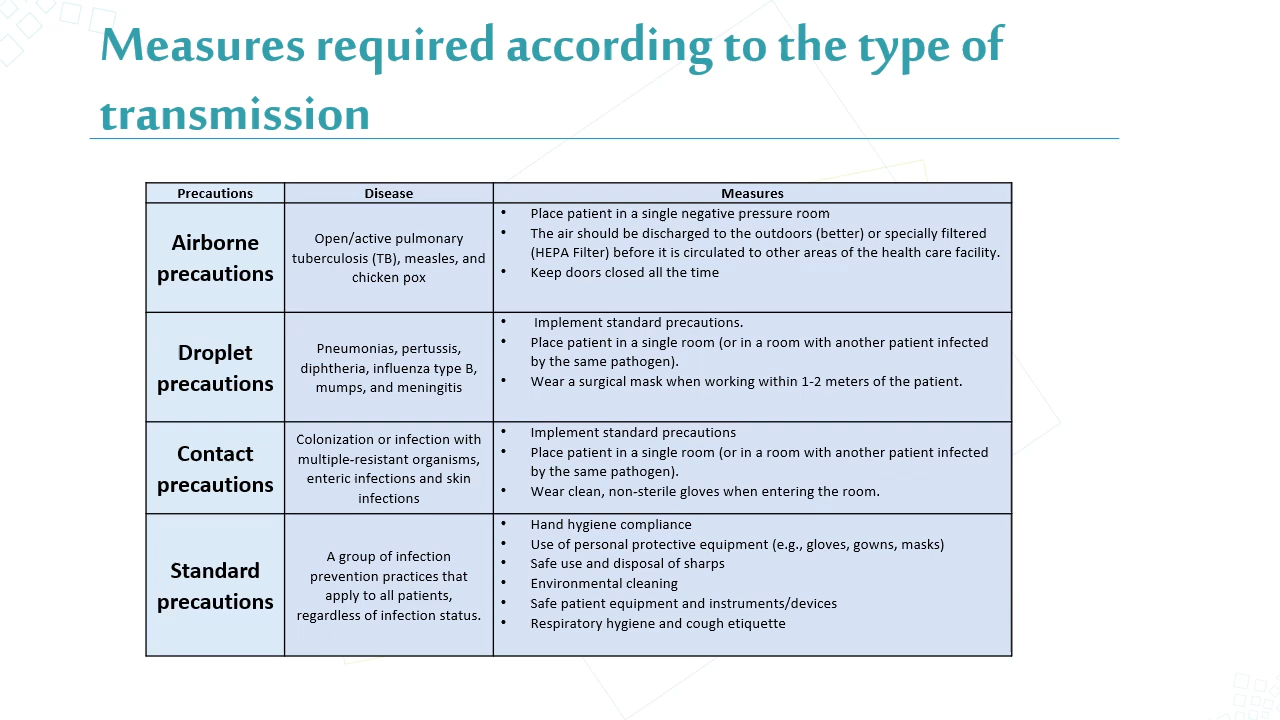 Measures required according to the type of
transmission
Precautions
Disease
Measures
Airborne
precautions
Open/active pulmonary
tuberculosis (TB), measles, and
chicken pox
• Place patient in a single negative pressure room
• The air should be discharged to the outdoors (better) or specially filtered
(HEPA Filter) before it is circulated to other areas of the health care facility.
• Keep doors closed all the time
Droplet
precautions
Pneumonias, pertussis,
diphtheria, influenza type B,
mumps, and meningitis
• Implement standard precautions.
• Place patient in a single room (or in a room with another patient infected
by the same pathogen).
• Wear a surgical mask when working within 1-2 meters of the patient.
Contact
precautions
Colonization or infection with
multiple-resistant organisms,
enteric infections and skin
infections
• Implement standard precautions
• Place patient in a single room (or in a room with another patient infected
by the same pathogen).
• Wear clean, non-sterile gloves when entering the room.
Standard
precautions
A group of infection
prevention practices that
apply to all patients,
regardless of infection status.
• Hand hygiene compliance
• Use of personal protective equipment (e.g., gloves, gowns, masks)
• Safe use and disposal of sharps
• Environmental cleaning
• Safe patient equipment and instruments/devices
• Respiratory hygiene and cough etiquette